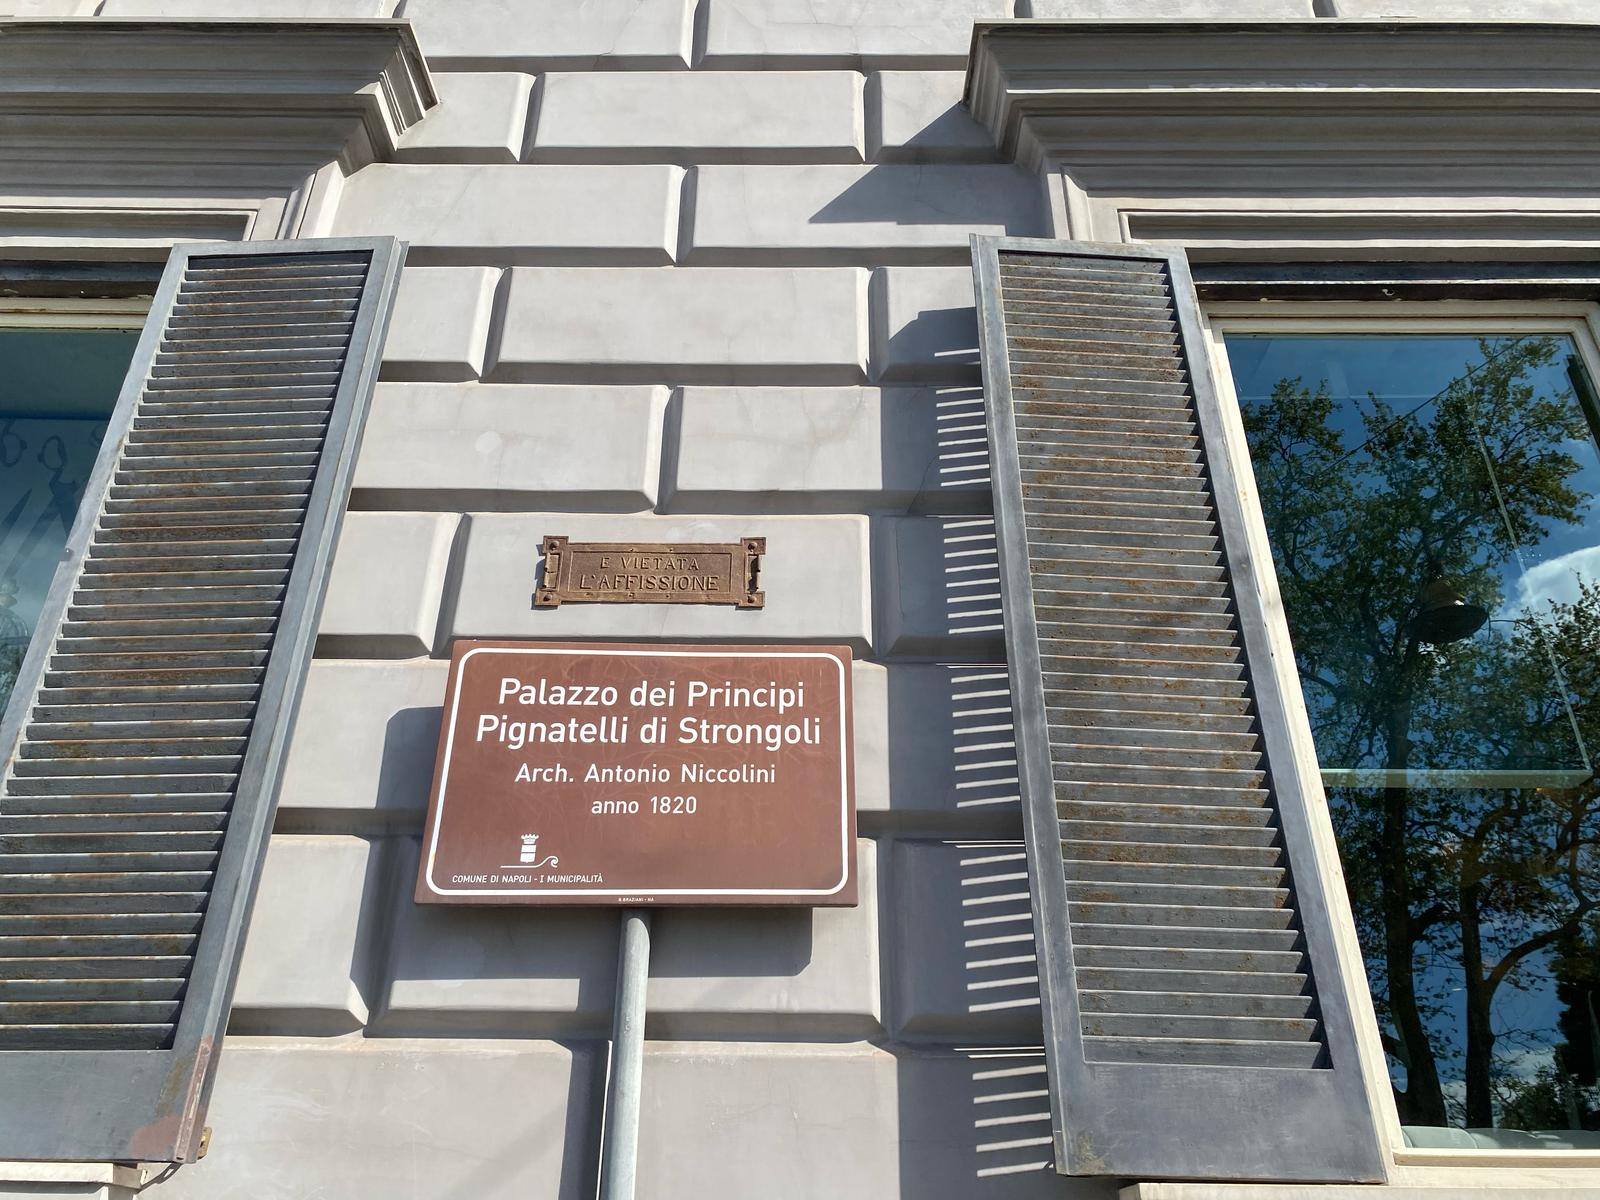 E VIETATA
L'AFFISSIONE
Palazzo dei Principi
Pignatelli di Strongoli
Arch. Antonio Niccolini
anno 1820
COMUNE DI NAPOLI - I MUNICIPALITÀ